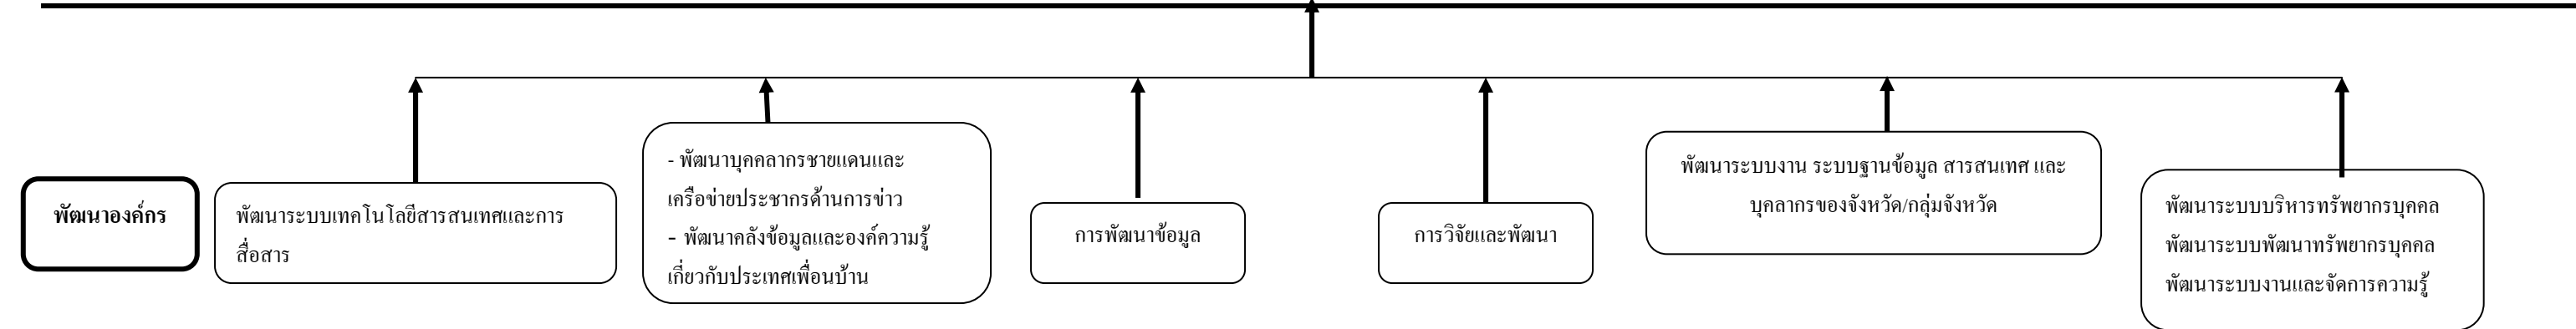 พัฒนาองค์กร
พัฒนาระบบเทคโนโลยีสารสนเทศและการ
สื่อสาร
- พัฒนาบุคคลากรชายแดนและ
เครือข่ายประชากรด้านการข่าว
- พัฒนาคลังข้อมูลและองค์ความรู้
เกี่ยวกับประเทศเพื่อนบ้าน
การพัฒนาข้อมูล
การวิจัยและพัฒนา
พัฒนาระบบงาน ระบบฐานข้อมูล สารสนเทศ และ
บุคลากรของจังหวัด/กลุ่มจังหวัด
พัฒนาระบบบริหารทรัพยากรบุคคล
พัฒนาระบบพัฒนาทรัพยากรบุคคล
พัฒนาระบบงานและจัดการความรู้